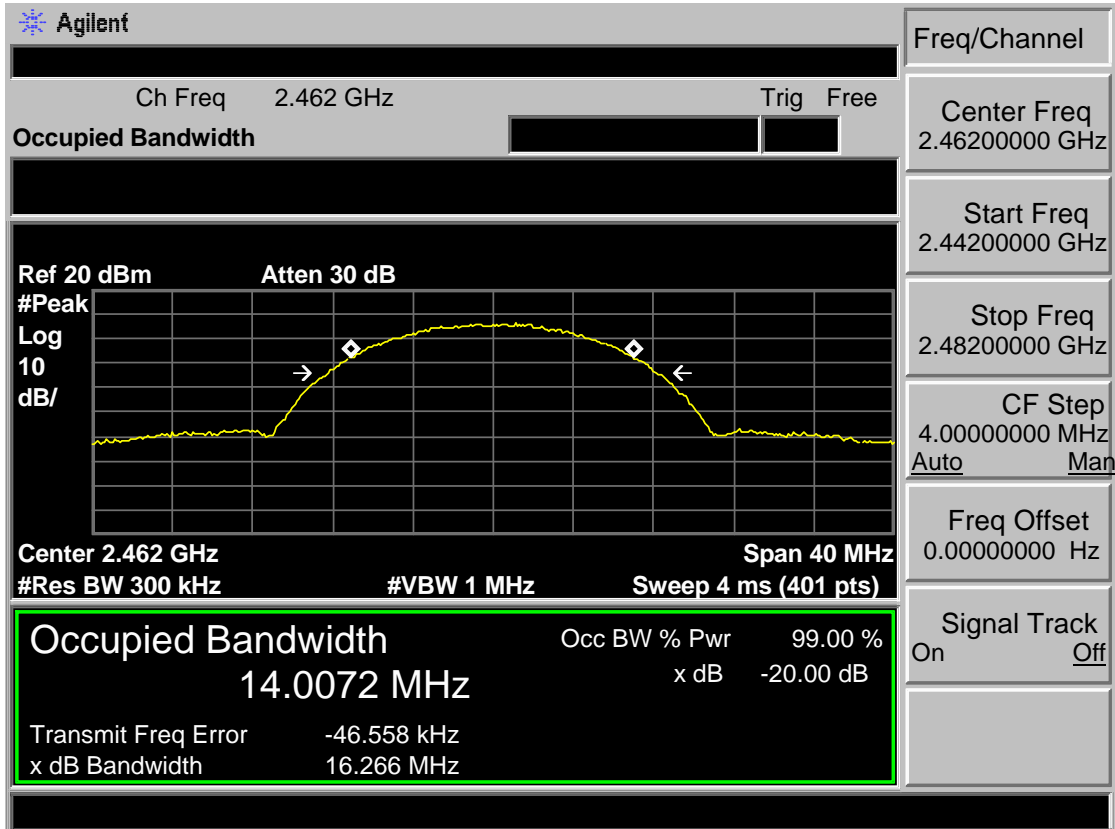 Agilent
Freq/Channel
Ch Freq 2.462 GHz Trig Free
Occupied Bandwidth
Center Freq
2.46200000 GHz
Start Freq
2.44200000 GHz
Stop Freq
2.48200000 GHz
CF Step
4.00000000 MHz
Auto Man
Freq Offset
0.00000000 Hz
Signal Track
On Off
Ref 20 dBm Atten 30 dB
#Peak
Log
10
dB/
Center 2.462 GHz Span 40 MHz
#Res BW 300 kHz #VBW 1 MHz Sweep 4 ms (401 pts)
Occupied Bandwidth Occ BW % Pwr 99.00 %
14.0072 MHz x dB -20.00 dB
Transmit Freq Error -46.558 kHz
x dB Bandwidth 16.266 MHz